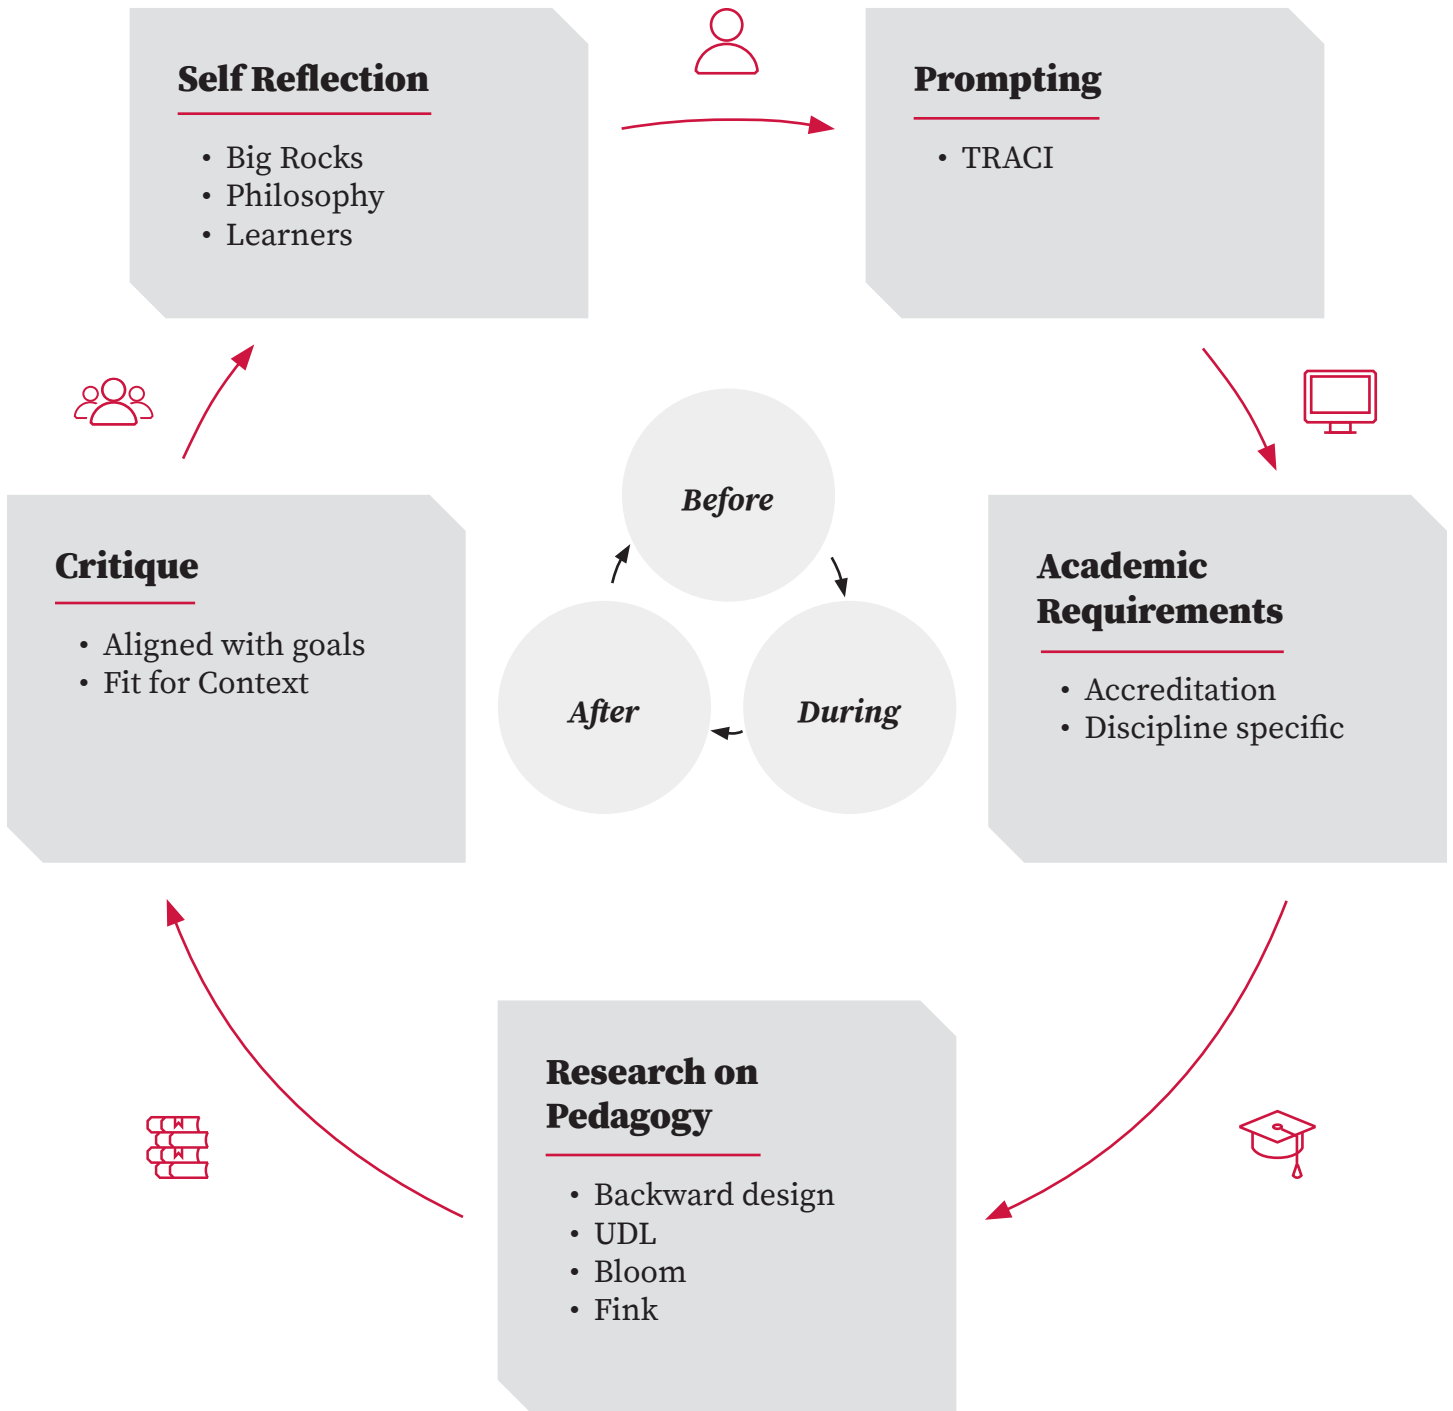 Self Reflection
• Big Rocks
• Philosophy
• Learners
Prompting
• TRACI
Academic
Requirements
• Accreditation
• Discipline specific
Research on
Pedagogy
• Backward design
• UDL
• Bloom
• Fink
Critique
• Aligned with goals
• Fit for Context
Before
During
After